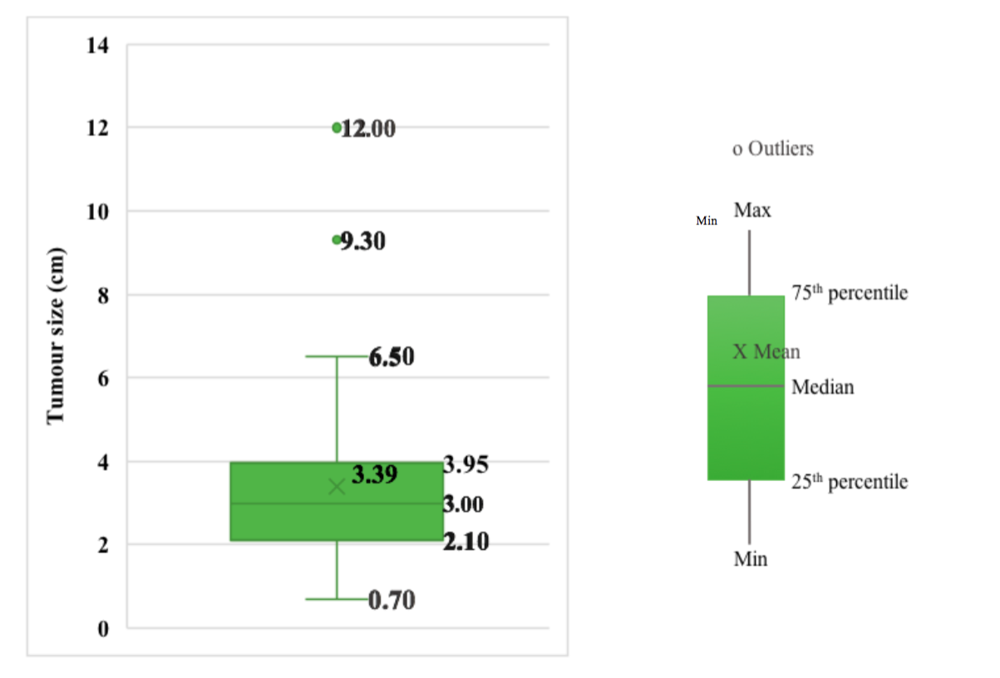 14
12
10
8
6
4
2
0
Tumour size (cm)
12.00
9.30
6.50
3.95
3.39
3.00
2.10
0.70
o Outliers
Max
Min
75th percentile
X Mean
Median
25th percentile
Min